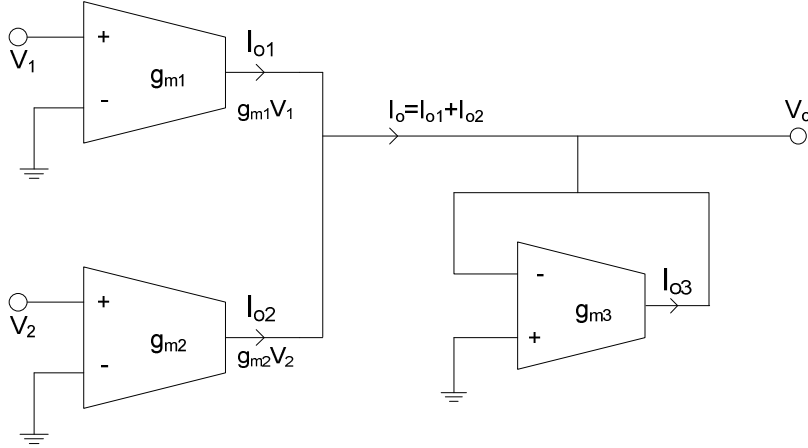 V₁
+
-
gm1
Io1
gm1V1
Io=Io1+Io2
Vo
V2
+
-
gm2
Io2
gm2V2
-
+
gm3
Io3